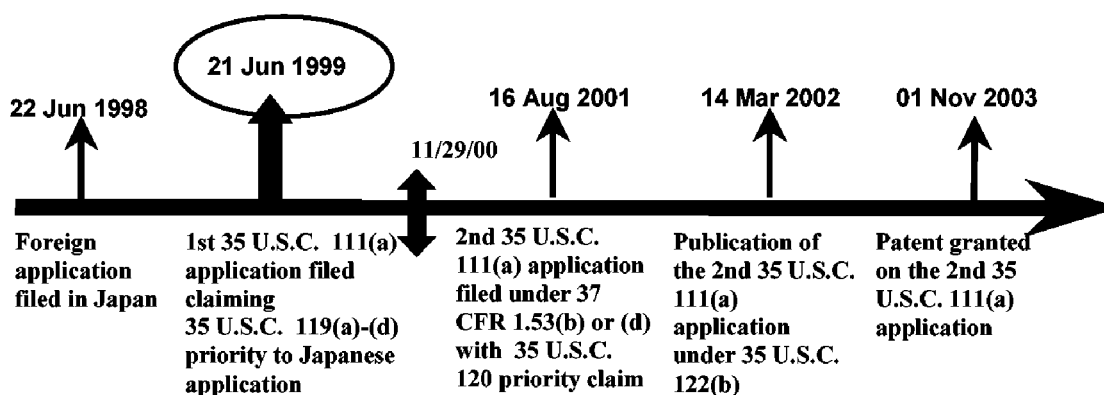 22 Jun 1998
21 Jun 1999
11/29/00
16 Aug 2001
14 Mar 2002
01 Nov 2003
Foreign
application
filed in Japan
1st 35 U.S.C. 111(a)
application filed
claiming
35 U.S.C. 119(a)-(d)
priority to Japanese
application
2nd 35 U.S.C.
111(a) application
filed under 37
CFR 1.53(b) or (d)
with 35 U.S.C.
120 priority claim
Publication of
the 2nd 35 U.S.C.
111(a)
application
under 35 U.S.C.
122(b)
Patent granted
on the 2nd 35
U.S.C. 111(a)
application